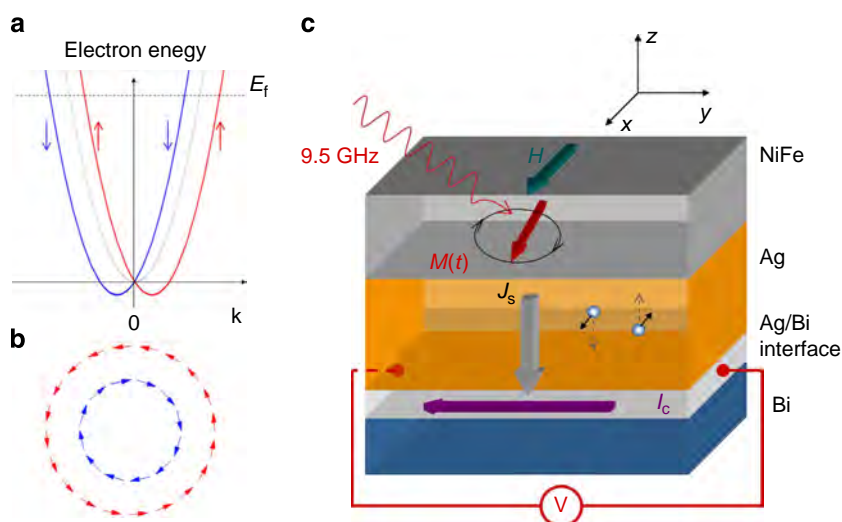 a
Electron enegy
E_f
0
k
b
c
z
y
x
9.5 GHz
H
NiFe
M(t)
Ag
J_s
Ag/Bi
interface
I_c
Bi
V